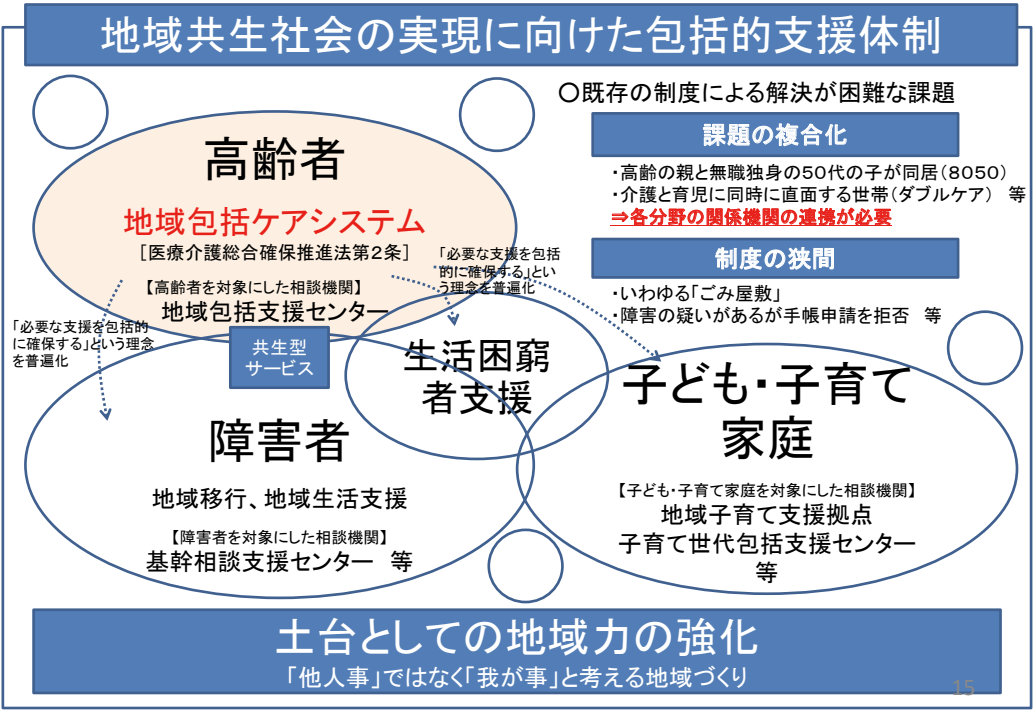 地域共生社会の実現に向けた包括的支援体制
〇既存の制度による解決が困難な課題
課題の複合化
・高齢の親と無職独身の50代の子が同居(8050)
・介護と育児に同時に直面する世帯(ダブルケア) 等
⇒各分野の関係機関の連携が必要
制度の狭間
・いわゆる「ごみ屋敷」
・障害の疑いがあるが手帳申請を拒否 等
高齢者
地域包括ケアシステム
[医療介護総合確保推進法第2条]
【高齢者を対象にした相談機関】
地域包括支援センター
「必要な支援を包括
的に確保する」とい
う理念を普遍化
「必要な支援を包括的
に確保する」という理念
を普遍化
共生型
サービス
生活困窮
者支援
障害者
地域移行、地域生活支援
【障害者を対象にした相談機関】
基幹相談支援センター 等
子ども・子育て
家庭
【子ども・子育て家庭を対象にした相談機関】
地域子育て支援拠点
子育て世代包括支援センター
等
土台としての地域力の強化
「他人事」ではなく「我が事」と考える地域づくり
15